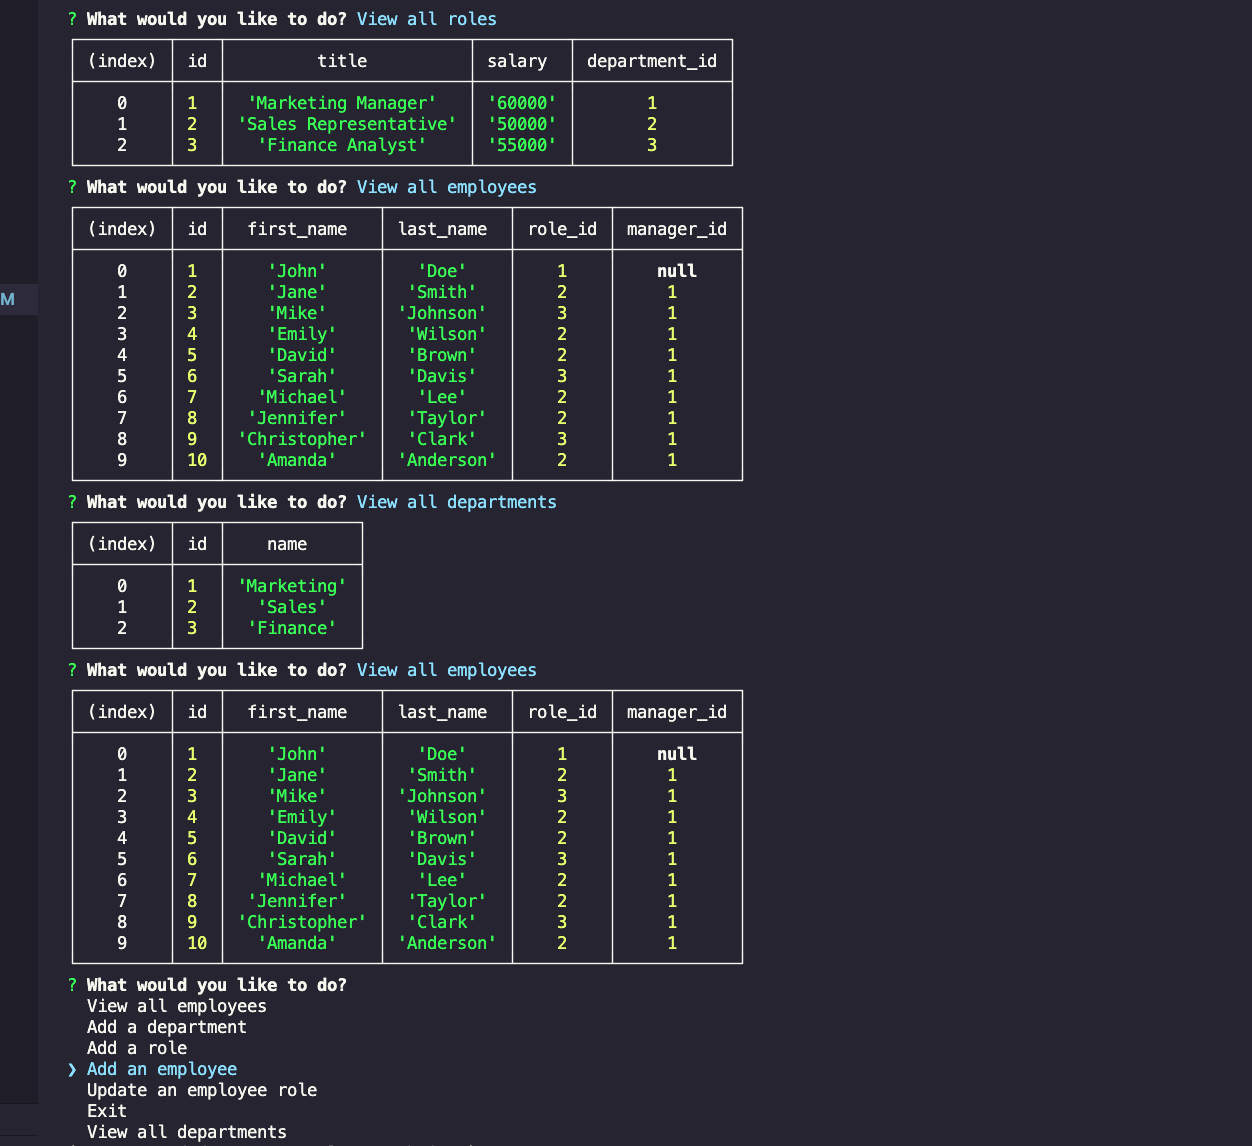 ? What would you like to do? View all roles
(index) id title salary department_id
0 1 'Marketing Manager' '60000' 1
1 2 'Sales Representative' '50000' 2
2 3 'Finance Analyst' '55000' 3
? What would you like to do? View all employees
(index) id first_name last_name role_id manager_id
0 1 'John' 'Doe' 1 null
1 2 'Jane' 'Smith' 2 1
2 3 'Mike' 'Johnson' 3 1
3 4 'Emily' 'Wilson' 2 1
4 5 'David' 'Brown' 2 1
5 6 'Sarah' 'Davis' 3 1
6 7 'Michael' 'Lee' 2 1
7 8 'Jennifer' 'Taylor' 2 1
8 9 'Christopher' 'Clark' 3 1
9 10 'Amanda' 'Anderson' 2 1
M
? What would you like to do? View all departments
(index) id name
0 1 'Marketing'
1 2 'Sales'
2 3 'Finance'
? What would you like to do? View all employees
(index) id first_name last_name role_id manager_id
0 1 'John' 'Doe' 1 null
1 2 'Jane' 'Smith' 2 1
2 3 'Mike' 'Johnson' 3 1
3 4 'Emily' 'Wilson' 2 1
4 5 'David' 'Brown' 2 1
5 6 'Sarah' 'Davis' 3 1
6 7 'Michael' 'Lee' 2 1
7 8 'Jennifer' 'Taylor' 2 1
8 9 'Christopher' 'Clark' 3 1
9 10 'Amanda' 'Anderson' 2 1
? What would you like to do?
View all employees
Add a department
Add a role
❯ Add an employee
Update an employee role
Exit
View all departments